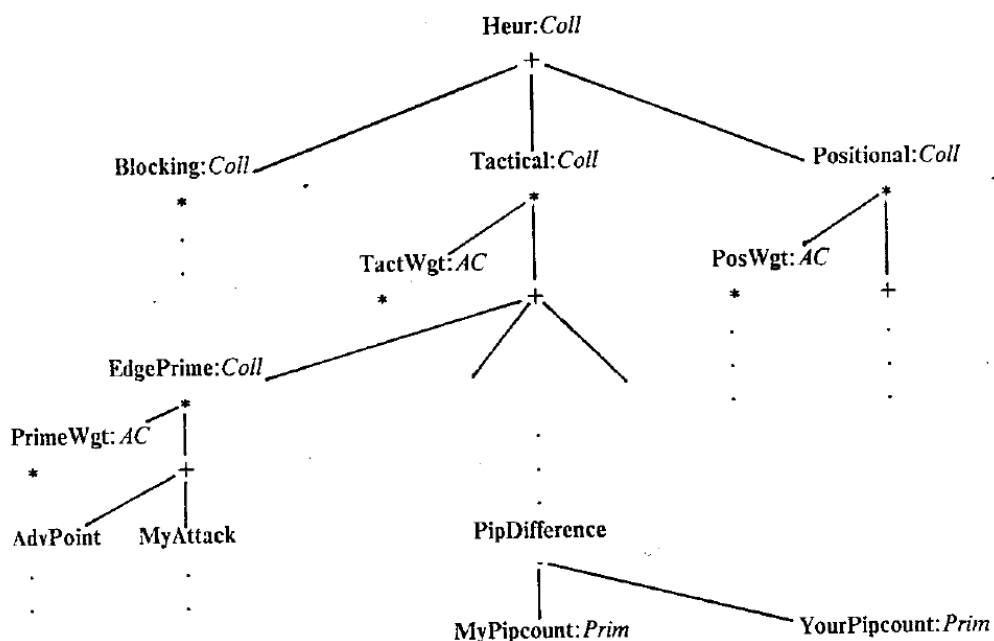 Heur:Coll
+
Blocking:Coll Tactical:Coll Positional:Coll
* * *
TactWgt:AC PosWgt:AC
* + * +
EdgePrime:Coll
*
PrimeWgt:AC
* +
AdvPoint MyAttack PipDifference
-
MyPipcount:Prim YourPipcount:Prim